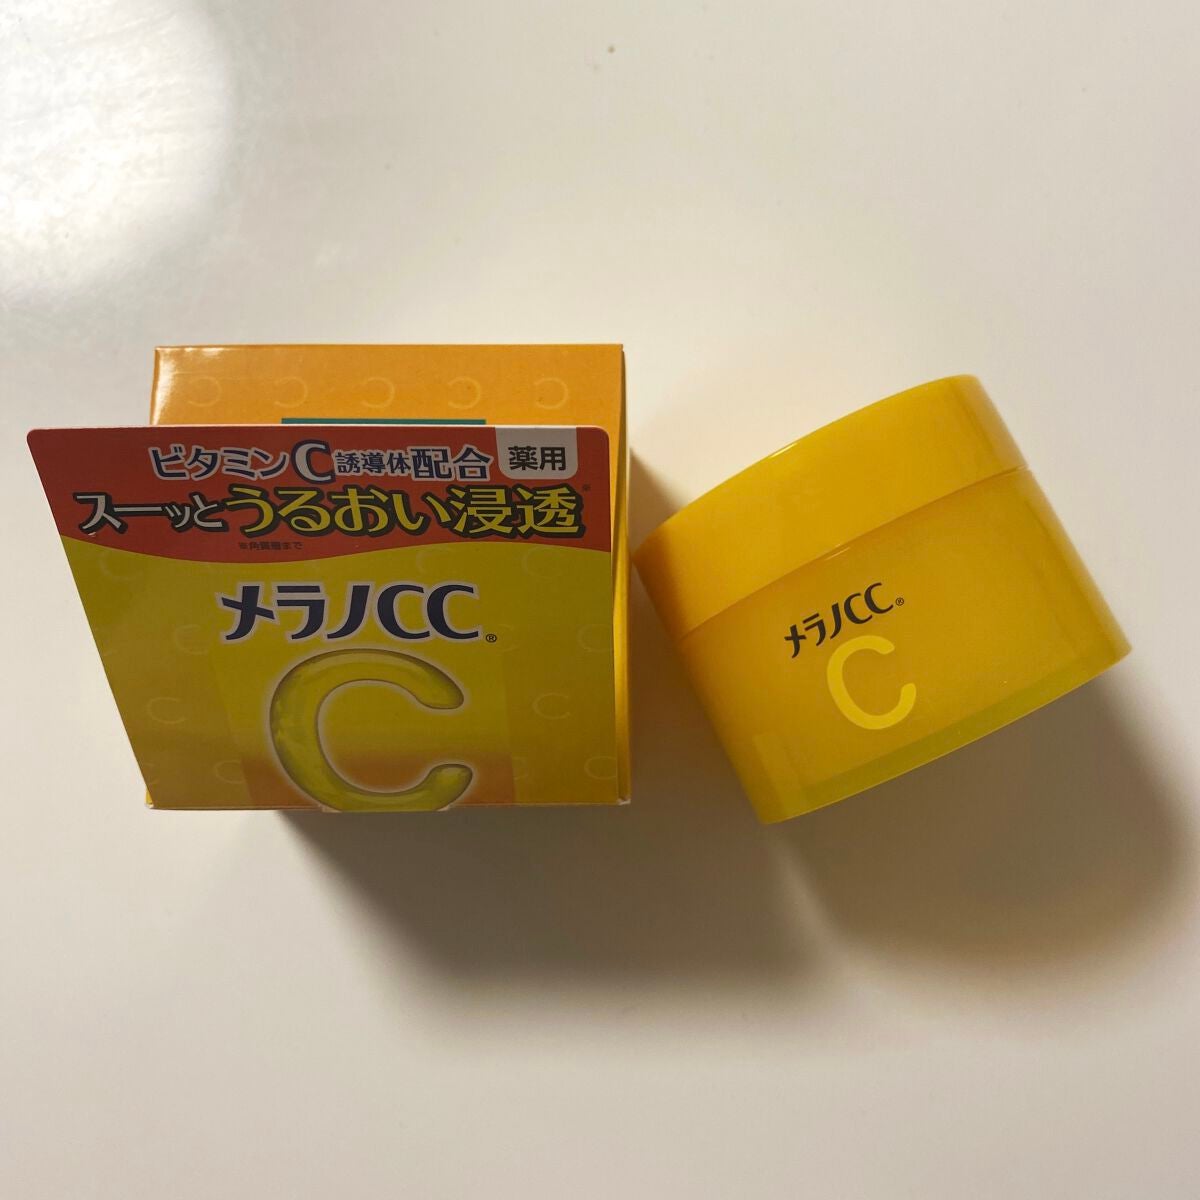 ビタミンC誘導体配合 薬用
スーッとうるおい浸透※
※角質層まで
メラノCC®
C
メラノCC®
C